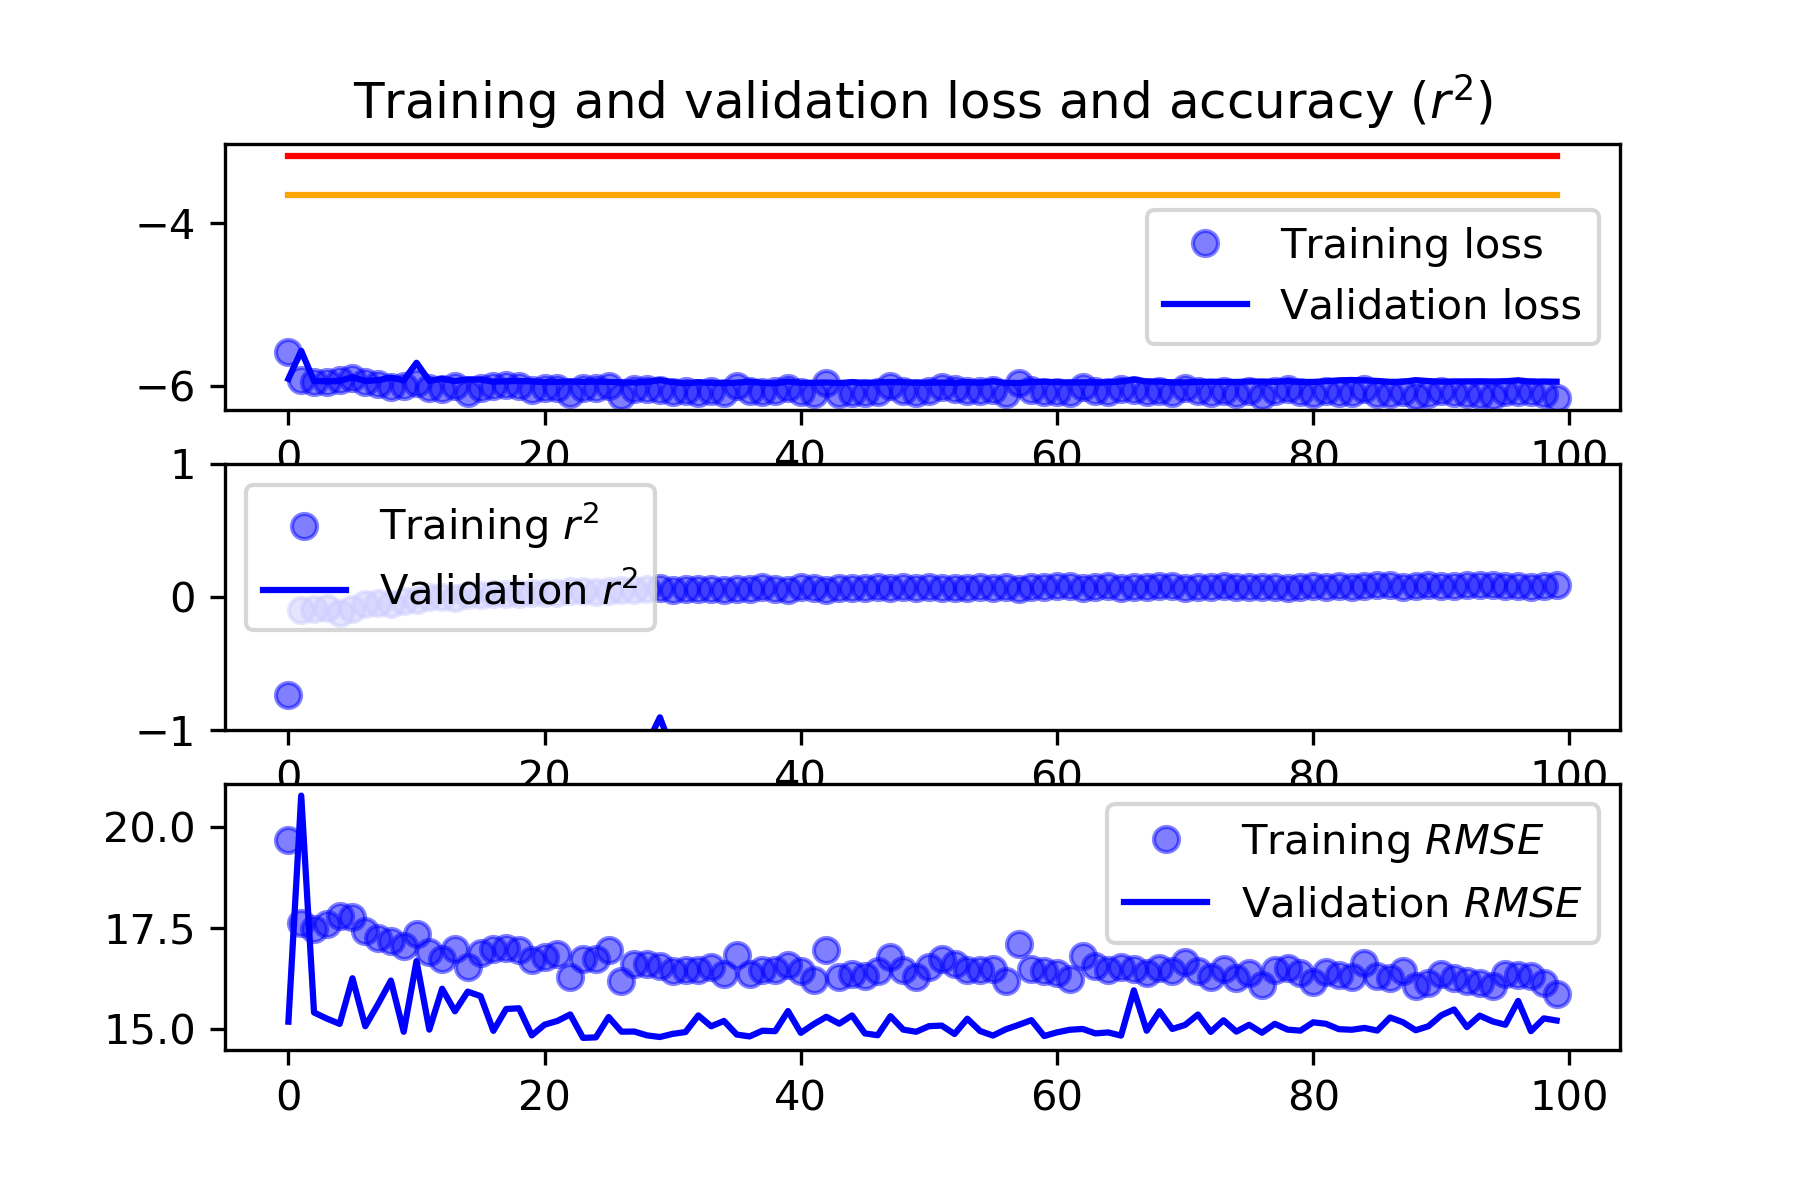 Training and validation loss and accuracy (r²)
−4
−6
Training loss
Validation loss
0 20 40 60 80 100
1
0
−1
Training r²
Validation r²
0 20 40 60 80 100
20.0
17.5
15.0
Training RMSE
Validation RMSE
0 20 40 60 80 100